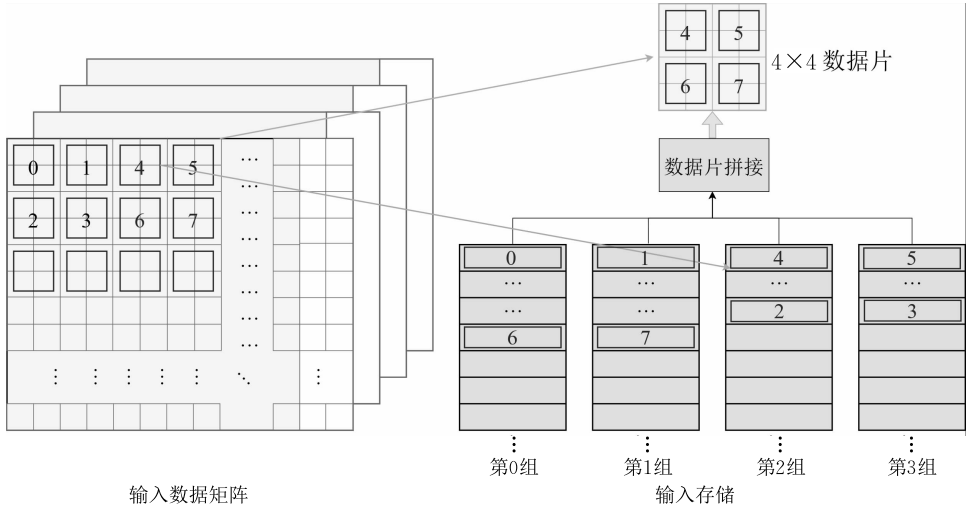 4 5
4×4 数据片
6 7
数据片拼接
0 1 4 5 …
…
2 3 6 7 …
…
…
…
…
…
⋮ ⋮ ⋮ ⋮ ⋮ ⋱ ⋮
0 1 4 5
… … … …
… … 2 3
6 7
⋮ ⋮ ⋮ ⋮
第0组 第1组 第2组 第3组
输入数据矩阵 输入存储